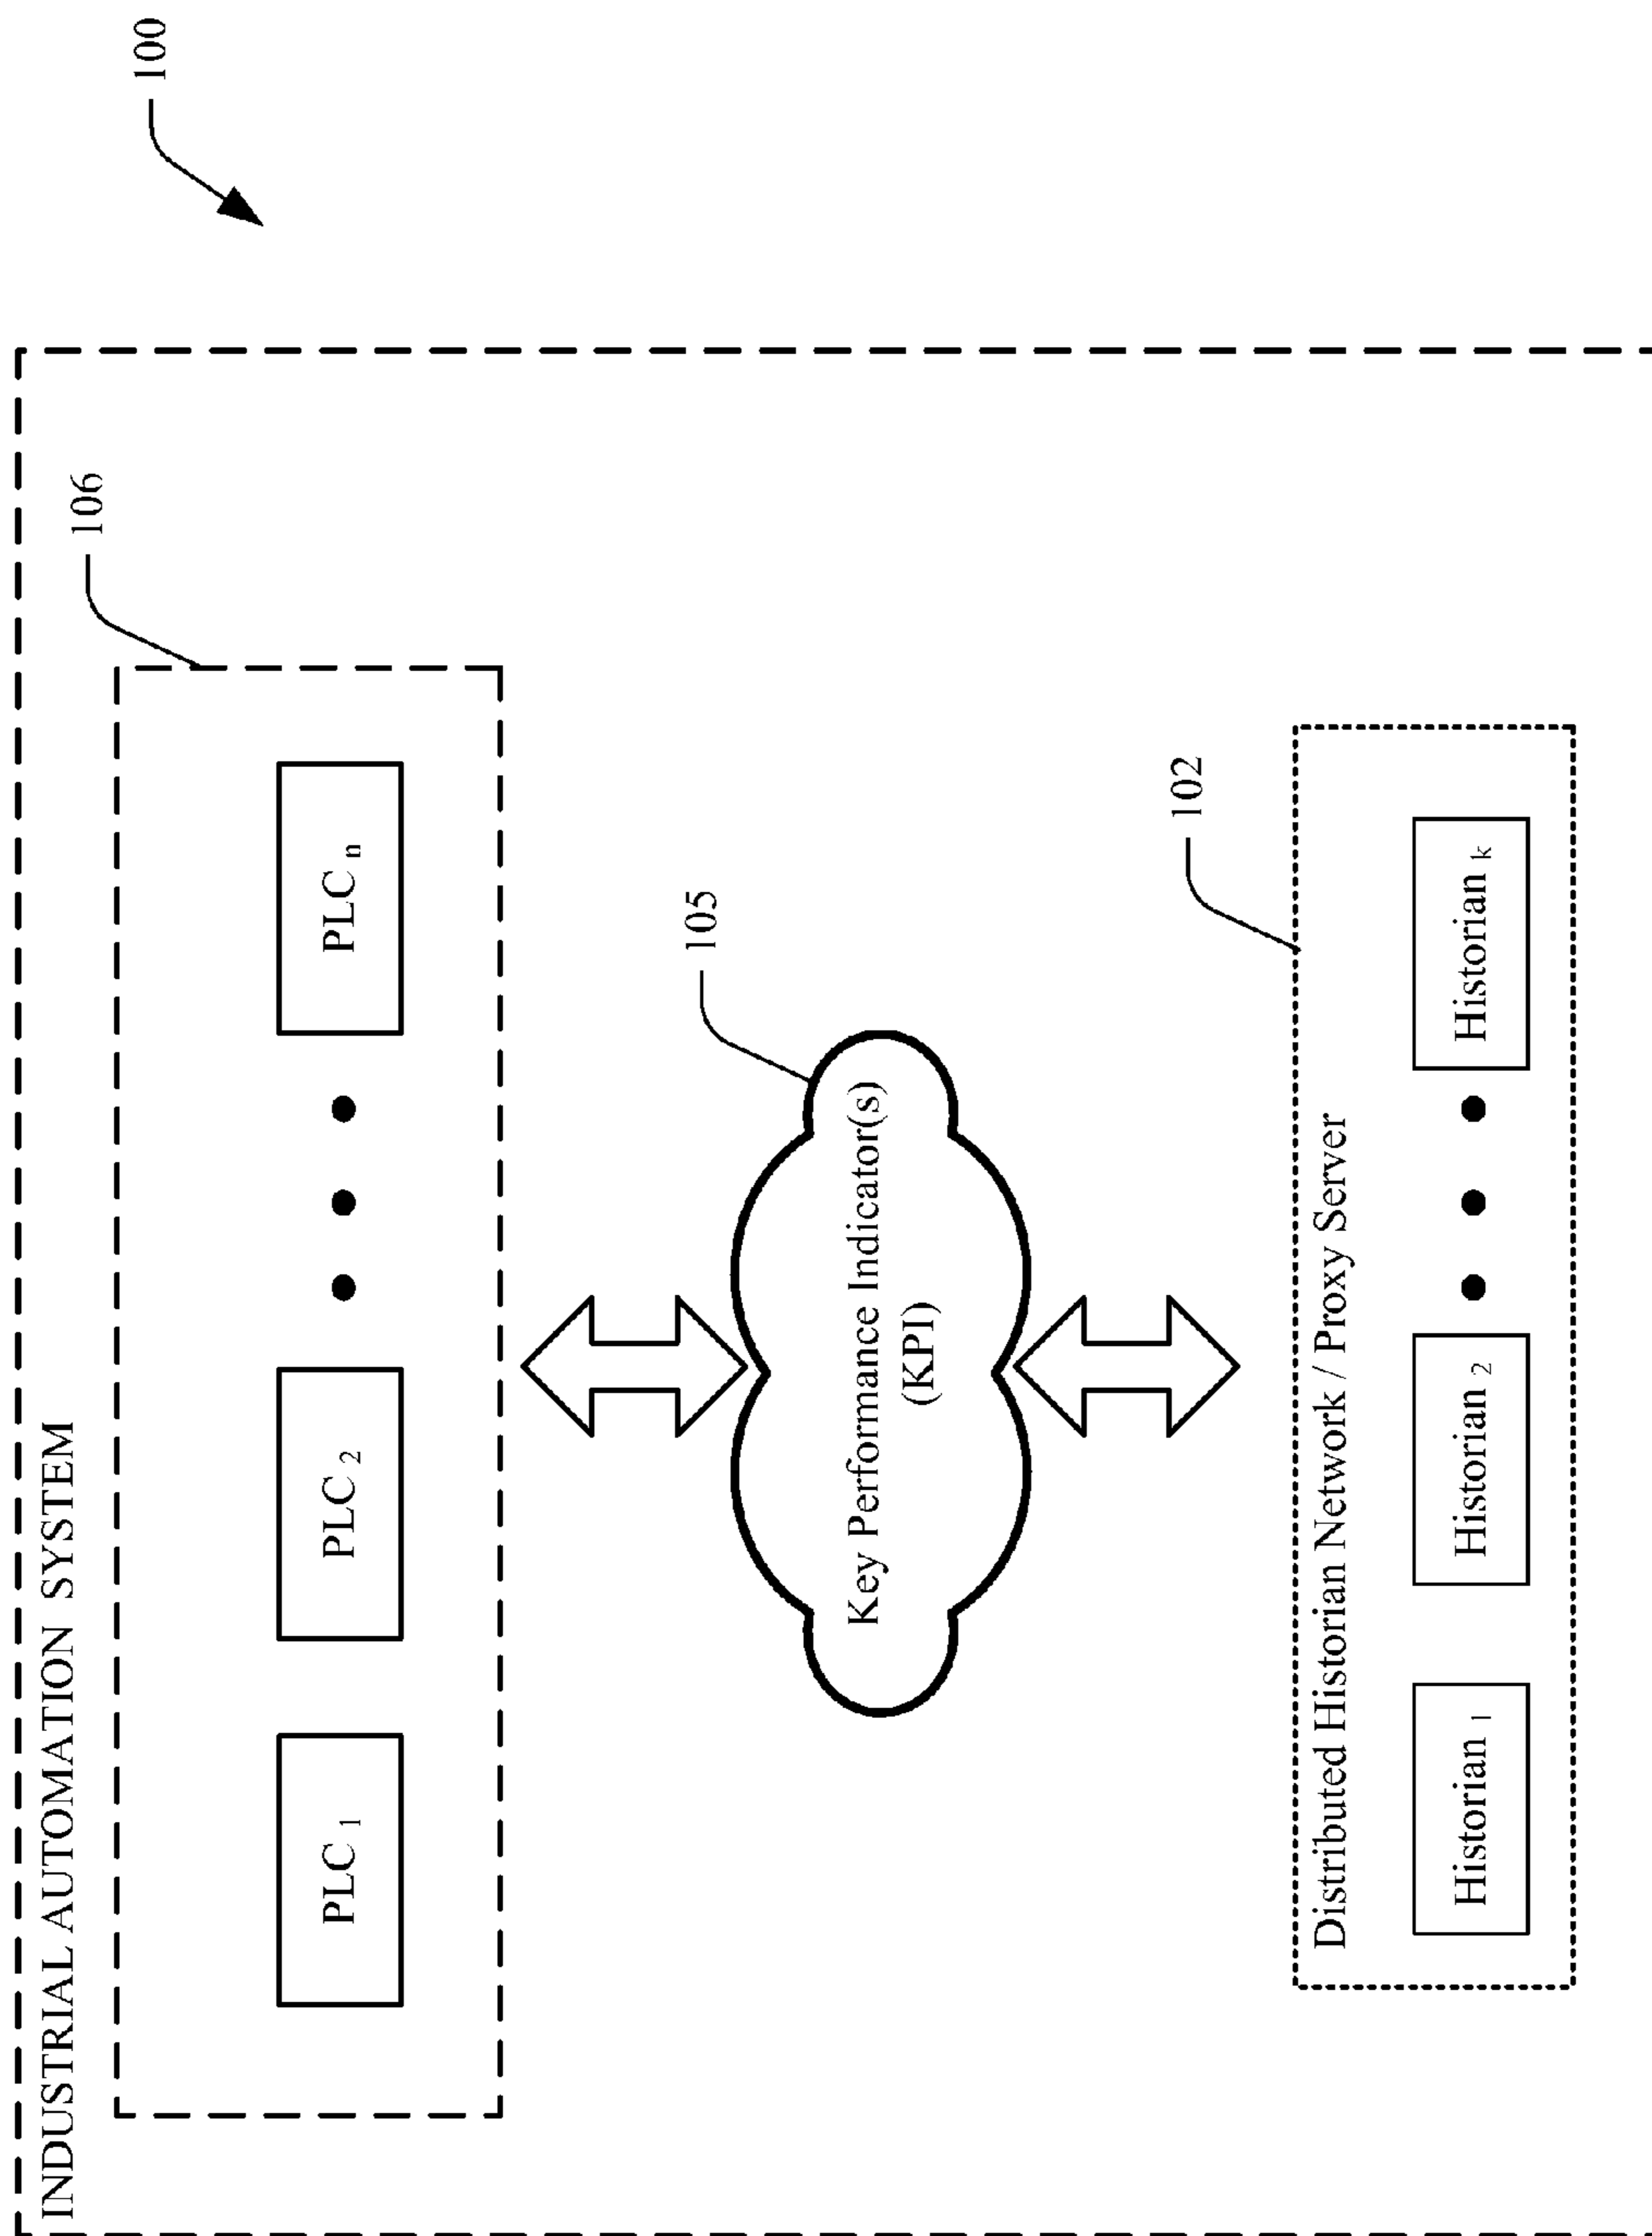 100
INDUSTRIAL AUTOMATION SYSTEM
106
PLC 1
PLC 2
PLC n
105
Key Performance Indicator(s)
(KPI)
102
Distributed Historian Network / Proxy Server
Historian 1
Historian 2
Historian k